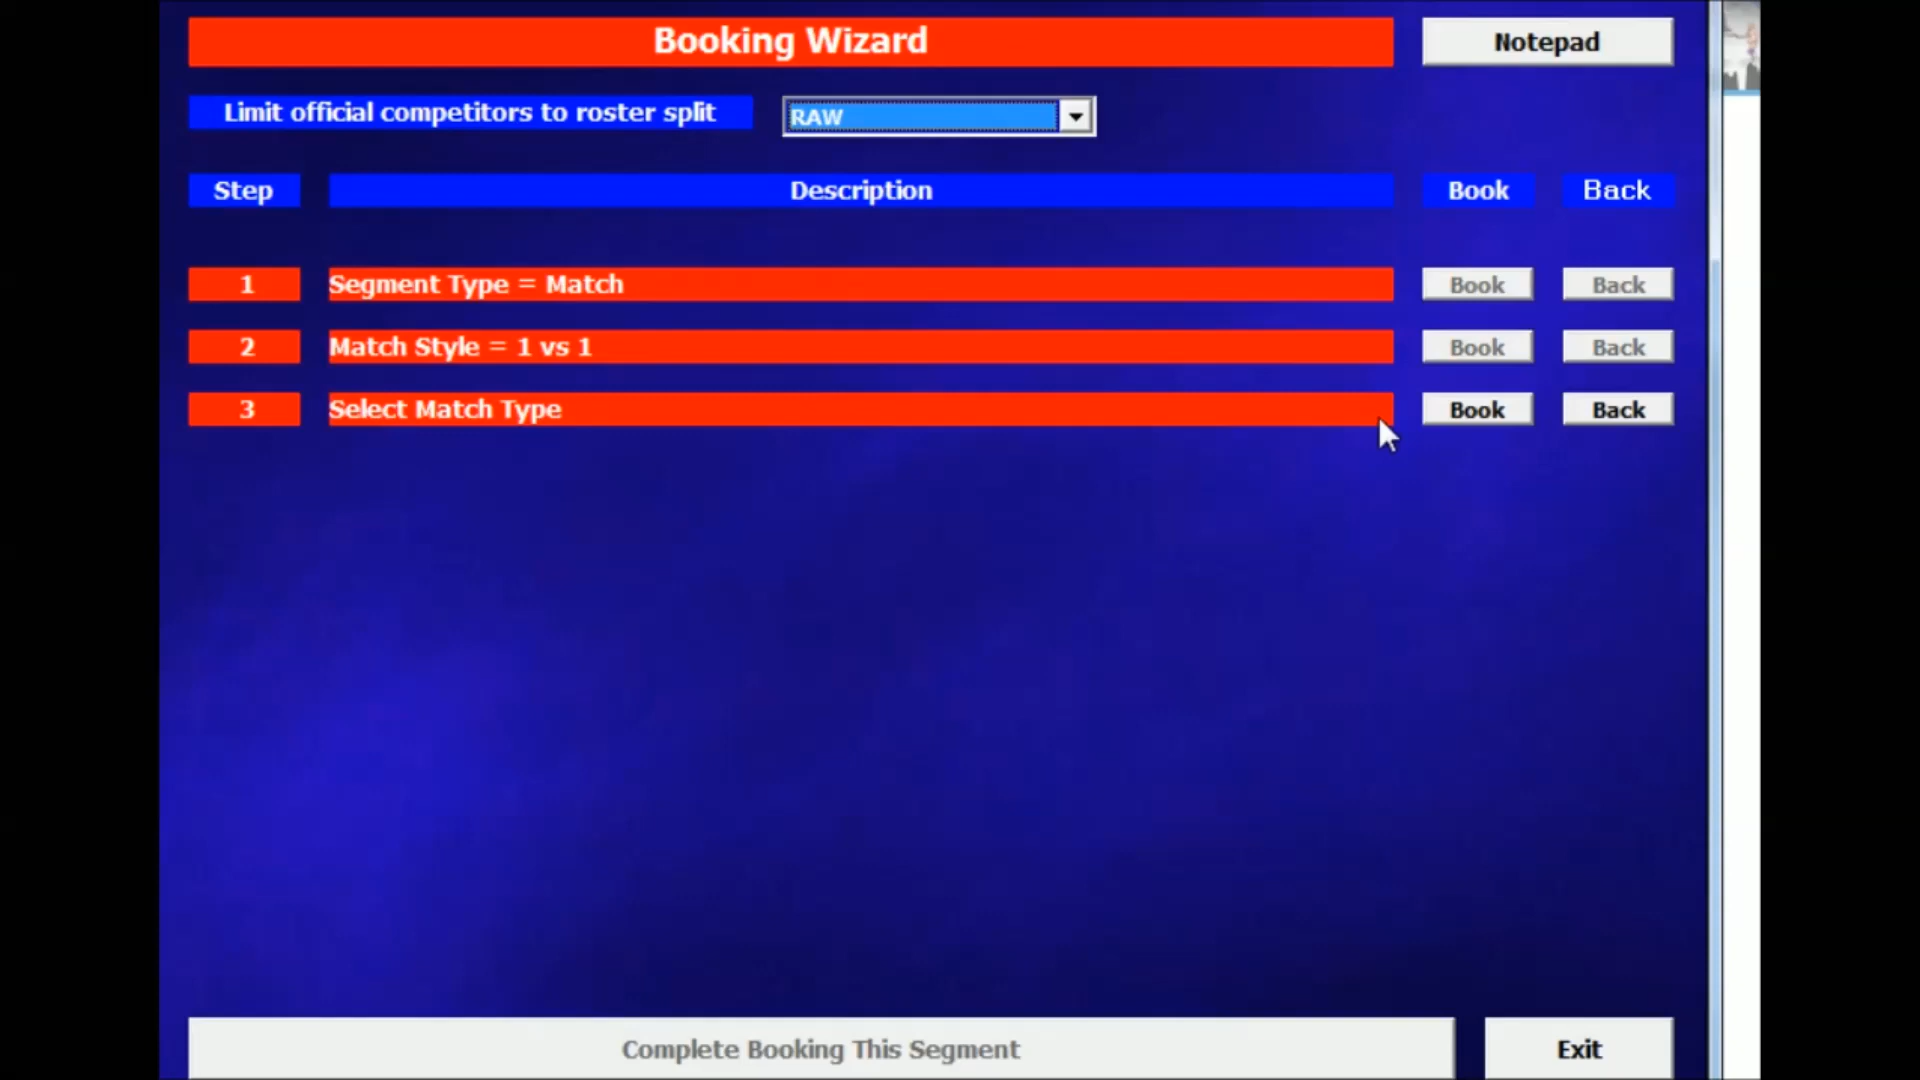 Booking Wizard
Notepad
Limit official competitors to roster split
RAW
Step Description Book Back
1 Segment Type = Match Book Back
2 Match Style = 1 vs 1 Book Back
3 Select Match Type Book Back
Complete Booking This Segment
Exit